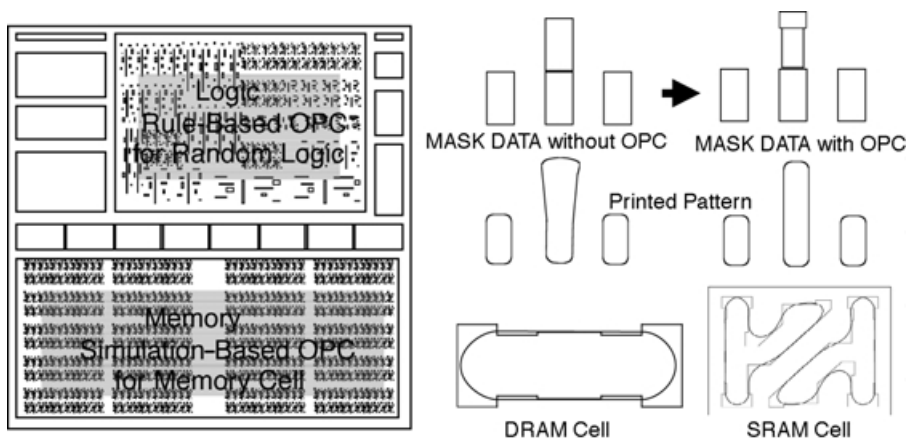 Logic
Rule-Based OPC
for Random Logic
Memory
Simulation-Based OPC
for Memory Cell
MASK DATA without OPC
MASK DATA with OPC
Printed Pattern
DRAM Cell
SRAM Cell